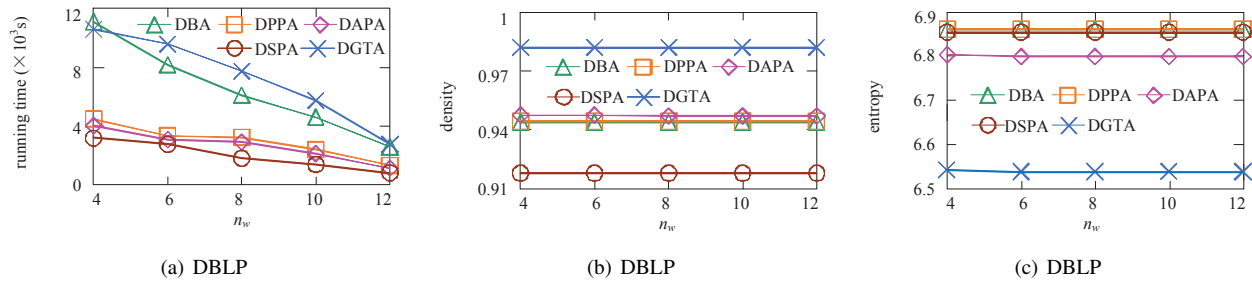 running time (×10³s)
12
8
4
0
DBA DPPA DAPA
DSPA DGTA
4 6 8 10 12
n_w
(a) DBLP
density
1
0.97
0.94
0.91
DBA DPPA DAPA
DSPA DGTA
4 6 8 10 12
n_w
(b) DBLP
entropy
6.9
6.8
6.7
6.6
6.5
DBA DPPA DAPA
DSPA DGTA
4 6 8 10 12
n_w
(c) DBLP